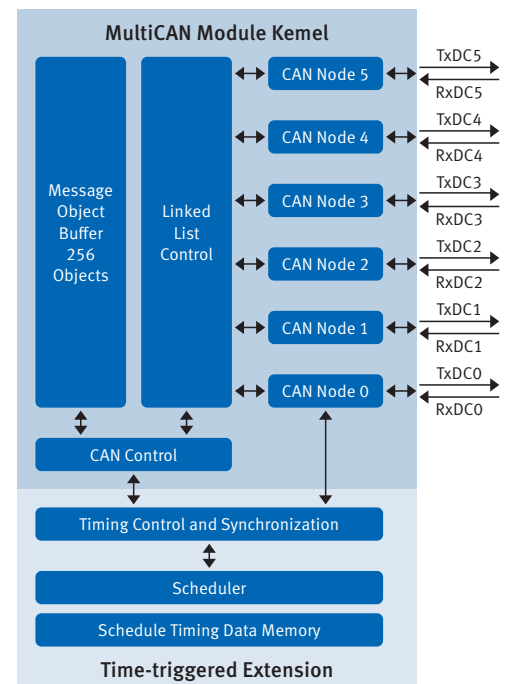 MultiCAN Module Kernel
Message
Object
Buffer
256
Objects
Linked
List
Control
CAN Node 5
TxDC5
RxDC5
CAN Node 4
TxDC4
RxDC4
CAN Node 3
TxDC3
RxDC3
CAN Node 2
TxDC2
RxDC2
CAN Node 1
TxDC1
RxDC1
CAN Node 0
TxDC0
RxDC0
CAN Control
Timing Control and Synchronization
Scheduler
Schedule Timing Data Memory
Time-triggered Extension